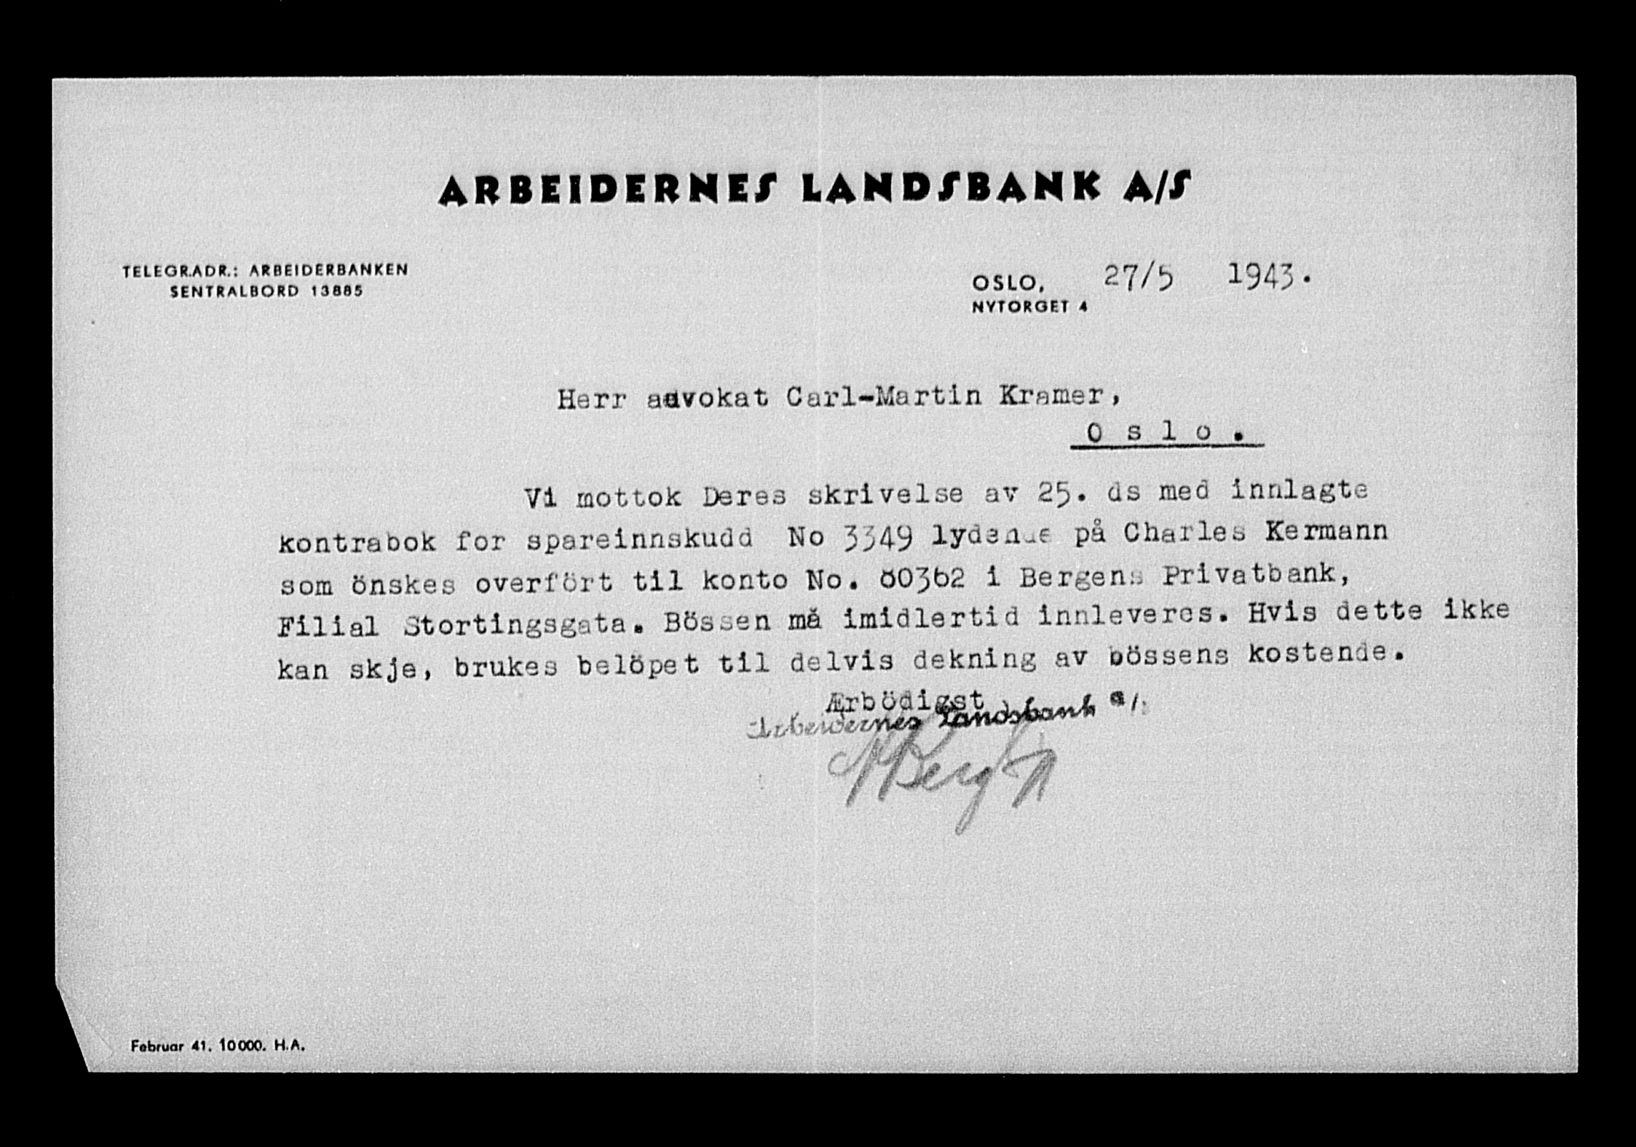 ARBEIDERNES LANDSBANK A/S
TELEGR.ADR.: ARBEIDERBANKEN
SENTRALBORD 13885
OSLO, 27/5 1943.
NYTORGET 4
Herr advokat Carl-Martin Kramer,
O s l o .
Vi mottok Deres skrivelse av 25. ds med innlagte
kontrabok for spareinnskudd No 3349 lydende på Charles Kermann
som önskes overfört til konto No. 80362 i Bergens Privatbank,
Filial Stortingsgata. Bössen må imidlertid innleveres. Hvis dette ikke
kan skje, brukes belöpet til delvis dekning av bössens kostende.
Ærbödigst
Arbeidernes Landsbank a/s
Berg
Februar 41. 10000. H.A.